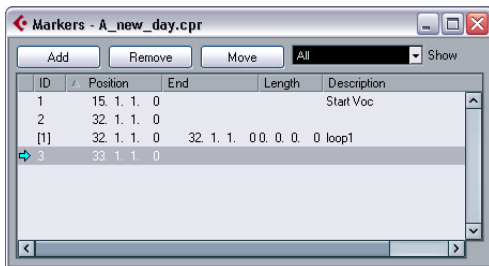 Markers - A_new_day.cpr
Add Remove Move All Show
ID Position End Length Description
1 15. 1. 1. 0 Start Voc
2 32. 1. 1. 0
[1] 32. 1. 1. 0 32. 1. 1. 0 0. 0. 0. 0 loop1
3 33. 1. 1. 0